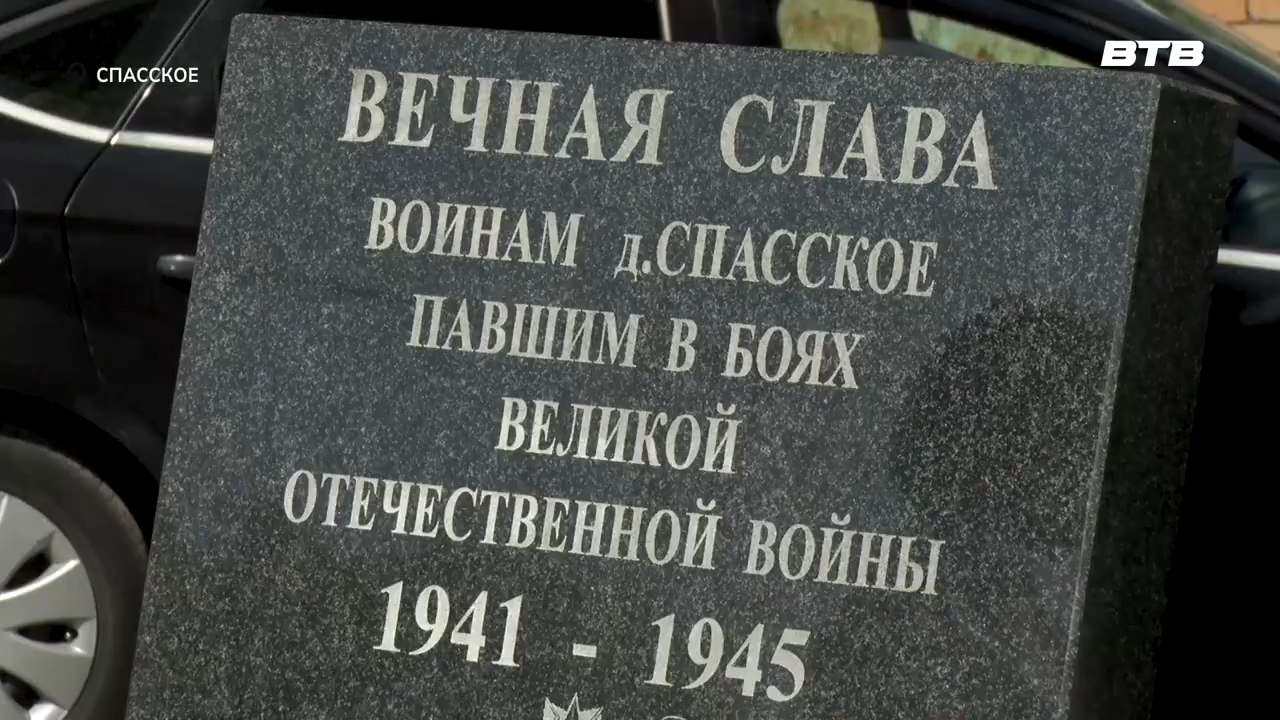 СПАССКОЕ
ВТВ
ВЕЧНАЯ СЛАВА
ВОИНАМ д.СПАССКОЕ
ПАВШИМ В БОЯХ
ВЕЛИКОЙ
ОТЕЧЕСТВЕННОЙ ВОЙНЫ
1941 - 1945